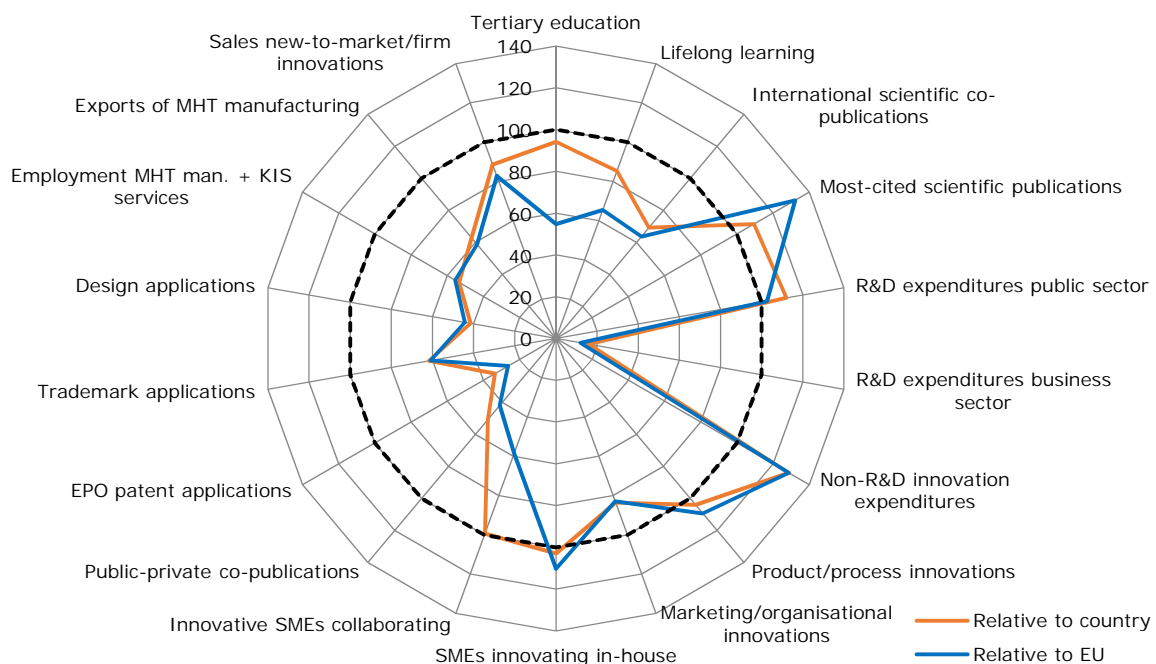 Tertiary education
Lifelong learning
International scientific co-
publications
Most-cited scientific publications
R&D expenditures public sector
R&D expenditures business
sector
Non-R&D innovation
expenditures
Product/process innovations
Marketing/organisational
innovations
SMEs innovating in-house
Innovative SMEs collaborating
Public-private co-publications
EPO patent applications
Trademark applications
Design applications
Employment MHT man. + KIS
services
Exports of MHT manufacturing
Sales new-to-market/firm
innovations
140
120
100
80
60
40
20
0
Relative to country
Relative to EU